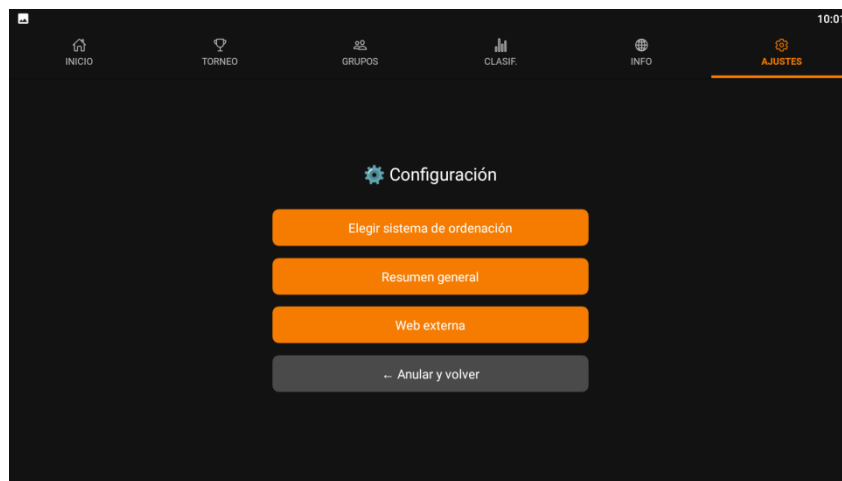 10:01
INICIO
TORNEO
GRUPOS
CLASIF.
INFO
AJUSTES
Configuración
Elegir sistema de ordenación
Resumen general
Web externa
← Anular y volver